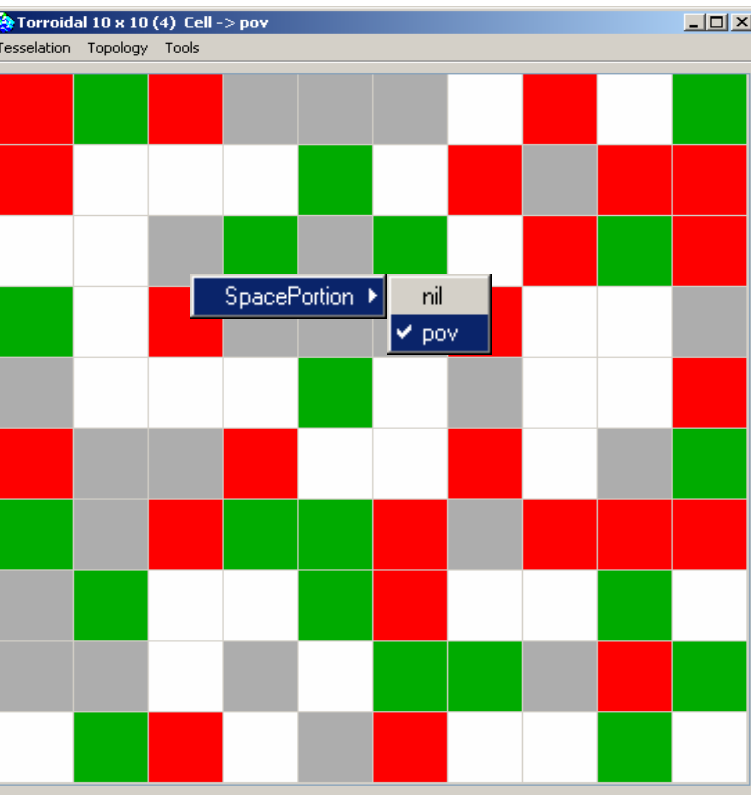 Torroidal 10 x 10 (4) Cell -> pov
Tesselation Topology Tools
SpacePortion
nil
pov